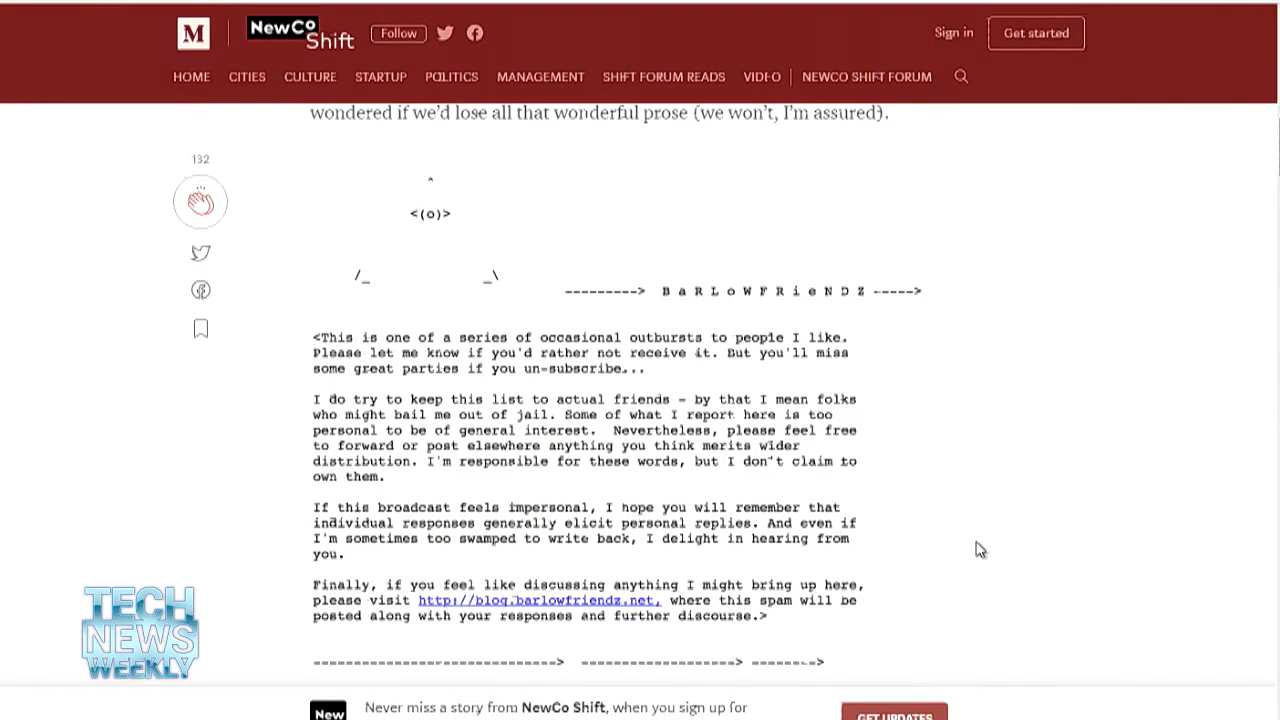 M NewCo Shift Follow Sign in Get started
HOME CITIES CULTURE STARTUP POLITICS MANAGEMENT SHIFT FORUM READS VIDEO NEWCO SHIFT FORUM
wondered if we’d lose all that wonderful prose (we won’t, I’m assured).
132
^
<(o)>
/_ _\
---------> B a R L o W F R i e N D Z ----->
<This is one of a series of occasional outbursts to people I like.
Please let me know if you'd rather not receive it. But you'll miss
some great parties if you un-subscribe...
I do try to keep this list to actual friends - by that I mean folks
who might bail me out of jail. Some of what I report here is too
personal to be of general interest. Nevertheless, please feel free
to forward or post elsewhere anything you think merits wider
distribution. I'm responsible for these words, but I don't claim to
own them.
If this broadcast feels impersonal, I hope you will remember that
individual responses generally elicit personal replies. And even if
I'm sometimes too swamped to write back, I delight in hearing from
you.
Finally, if you feel like discussing anything I might bring up here,
please visit http://blog.barlowfriendz.net, where this spam will be
posted along with your responses and further discourse.>
------------------------------> -------------------> -------->
TECH
NEWS
WEEKLY
New Never miss a story from NewCo Shift, when you sign up for
GET UPDATES